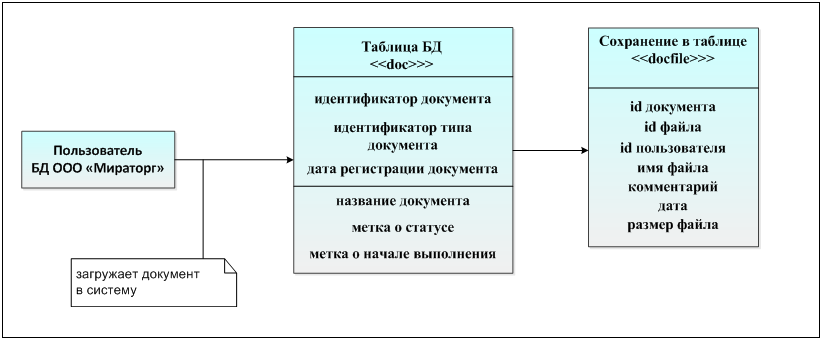 Пользователь
БД ООО «Мираторг»
загружает документ
в систему
Таблица БД
<<doc>>>
идентификатор документа
идентификатор типа
документа
дата регистрации документа
название документа
метка о статусе
метка о начале выполнения
Сохранение в таблице
<<docfile>>>
id документа
id файла
id пользователя
имя файла
комментарий
дата
размер файла